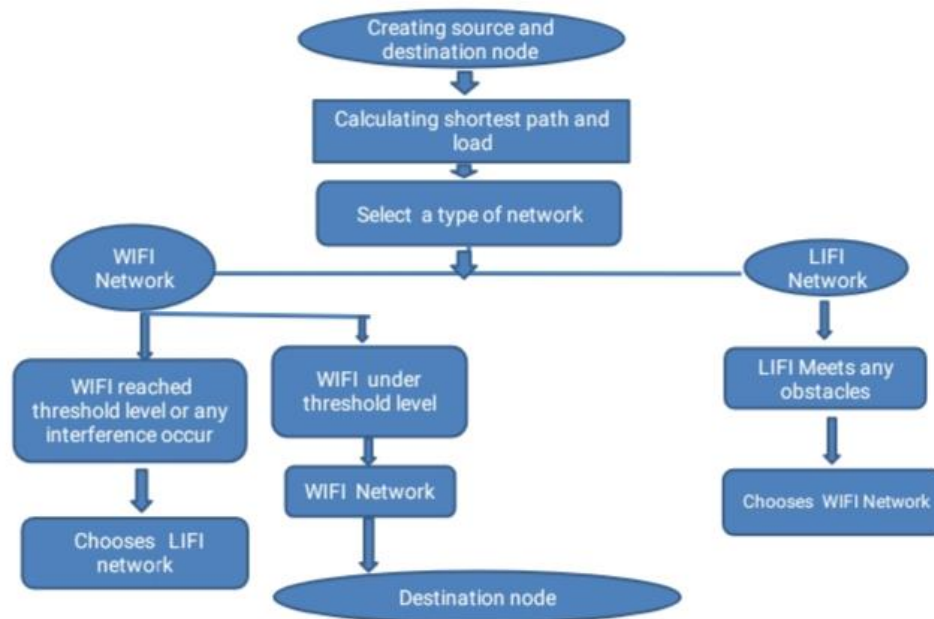 Creating source and
destination node
Calculating shortest path and
load
Select a type of network
WIFI
Network
LIFI
Network
WIFI reached
threshold level or any
interference occur
WIFI under
threshold level
LIFI Meets any
obstacles
WIFI Network
Chooses WIFI Network
Chooses LIFI
network
Destination node